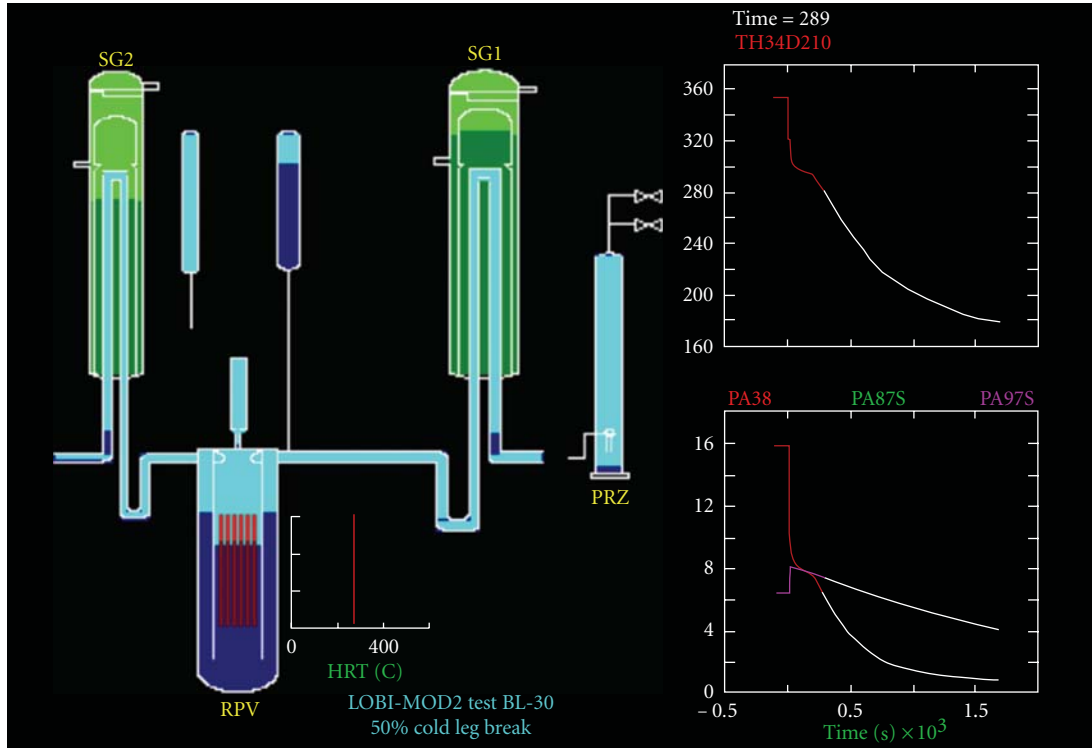 Time = 289
TH34D210
SG2
SG1
360
320
280
240
200
160
PRZ
PA38 PA87S PA97S
16
12
8
4
0
0 400
HRT (C)
RPV
LOBI-MOD2 test BL-30
50% cold leg break
– 0.5 0.5 1.5
Time (s) ×10³